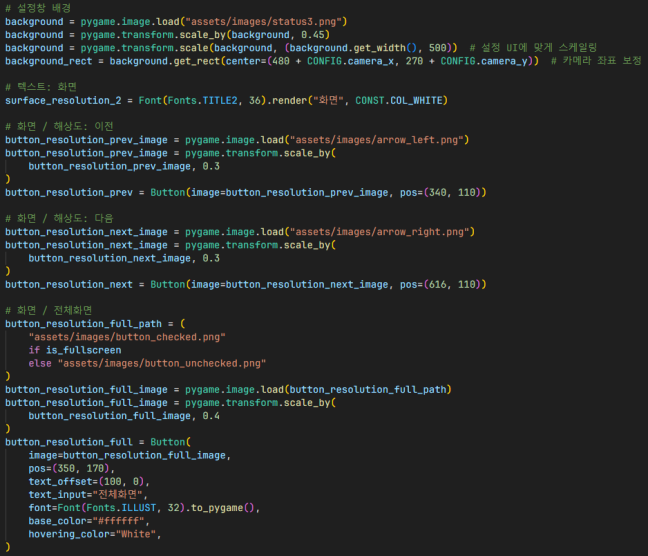 # 설정창 배경
background = pygame.image.load("assets/images/status3.png")
background = pygame.transform.scale_by(background, 0.45)
background = pygame.transform.scale(background, (background.get_width(), 500))  # 설정 UI에 맞게 스케일링
background_rect = background.get_rect(center=(480 + CONFIG.camera_x, 270 + CONFIG.camera_y))  # 카메라 좌표 보정

# 텍스트: 화면
surface_resolution_2 = Font(Fonts.TITLE2, 36).render("화면", CONST.COL_WHITE)

# 화면 / 해상도: 이전
button_resolution_prev_image = pygame.image.load("assets/images/arrow_left.png")
button_resolution_prev_image = pygame.transform.scale_by(
    button_resolution_prev_image, 0.3
)
button_resolution_prev = Button(image=button_resolution_prev_image, pos=(340, 110))

# 화면 / 해상도: 다음
button_resolution_next_image = pygame.image.load("assets/images/arrow_right.png")
button_resolution_next_image = pygame.transform.scale_by(
    button_resolution_next_image, 0.3
)
button_resolution_next = Button(image=button_resolution_next_image, pos=(616, 110))

# 화면 / 전체화면
button_resolution_full_path = (
    "assets/images/button_checked.png"
    if is_fullscreen
    else "assets/images/button_unchecked.png"
)
button_resolution_full_image = pygame.image.load(button_resolution_full_path)
button_resolution_full_image = pygame.transform.scale_by(
    button_resolution_full_image, 0.4
)
button_resolution_full = Button(
    image=button_resolution_full_image,
    pos=(350, 170),
    text_offset=(100, 0),
    text_input="전체화면",
    font=Font(Fonts.ILLUST, 32).to_pygame(),
    base_color="#ffffff",
    hovering_color="White",
)